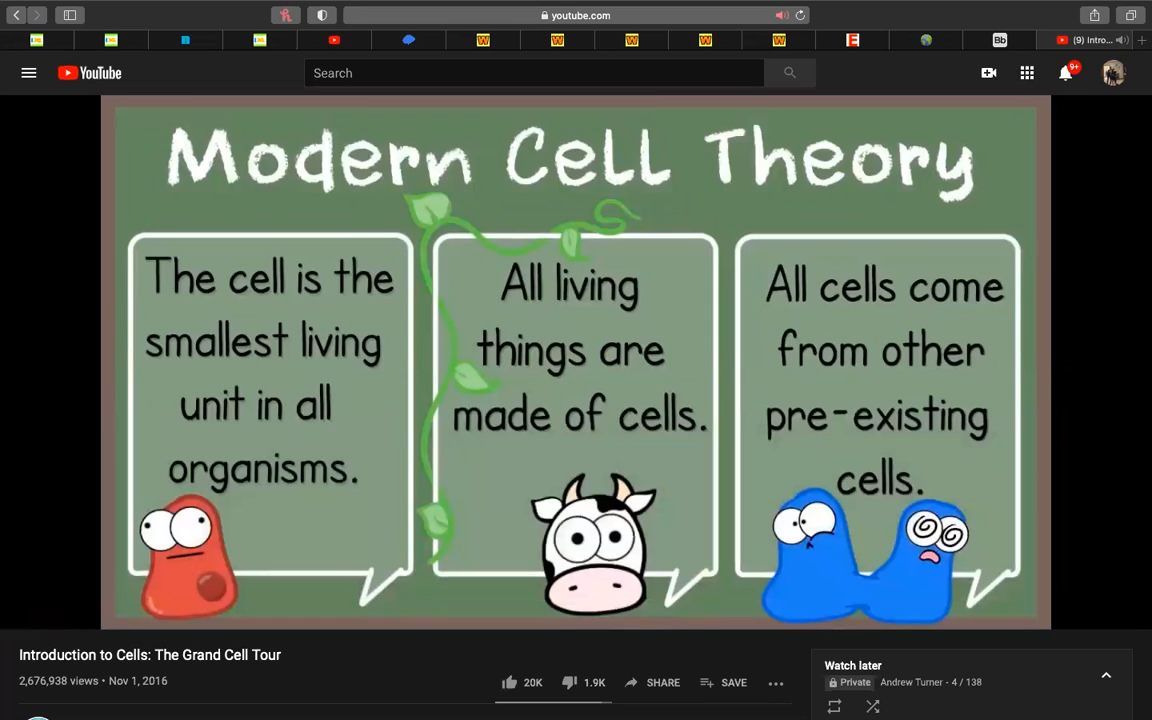 youtube.com
Bb
(9) Intro...
YouTube
Search
9+
Modern Cell Theory
The cell is the
smallest living
unit in all
organisms.
All living
things are
made of cells.
All cells come
from other
pre-existing
cells.
Introduction to Cells: The Grand Cell Tour
2,676,938 views • Nov 1, 2016
20K
1.9K
SHARE
SAVE
Watch later
Private
Andrew Turner - 4 / 138